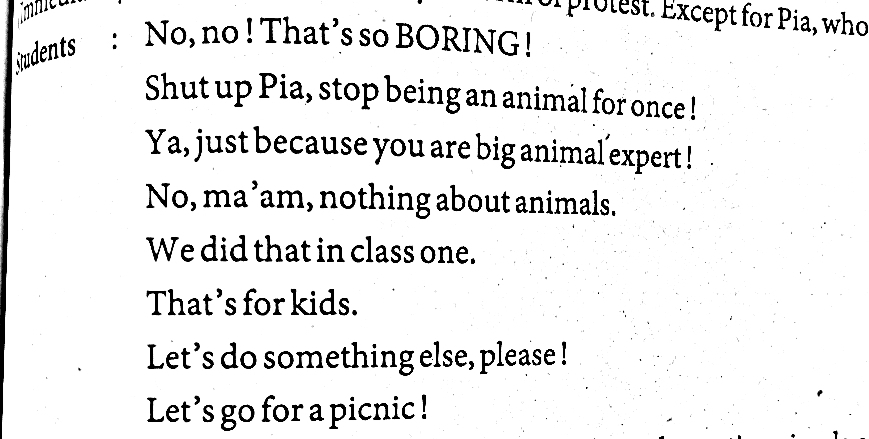 protest. Except for Pia, who
Students : No, no! That's so BORING!
Shut up Pia, stop being an animal for once!
Ya, just because you are big animal expert!
No, ma'am, nothing about animals.
We did that in class one.
That's for kids.
Let's do something else, please!
Let's go for a picnic!